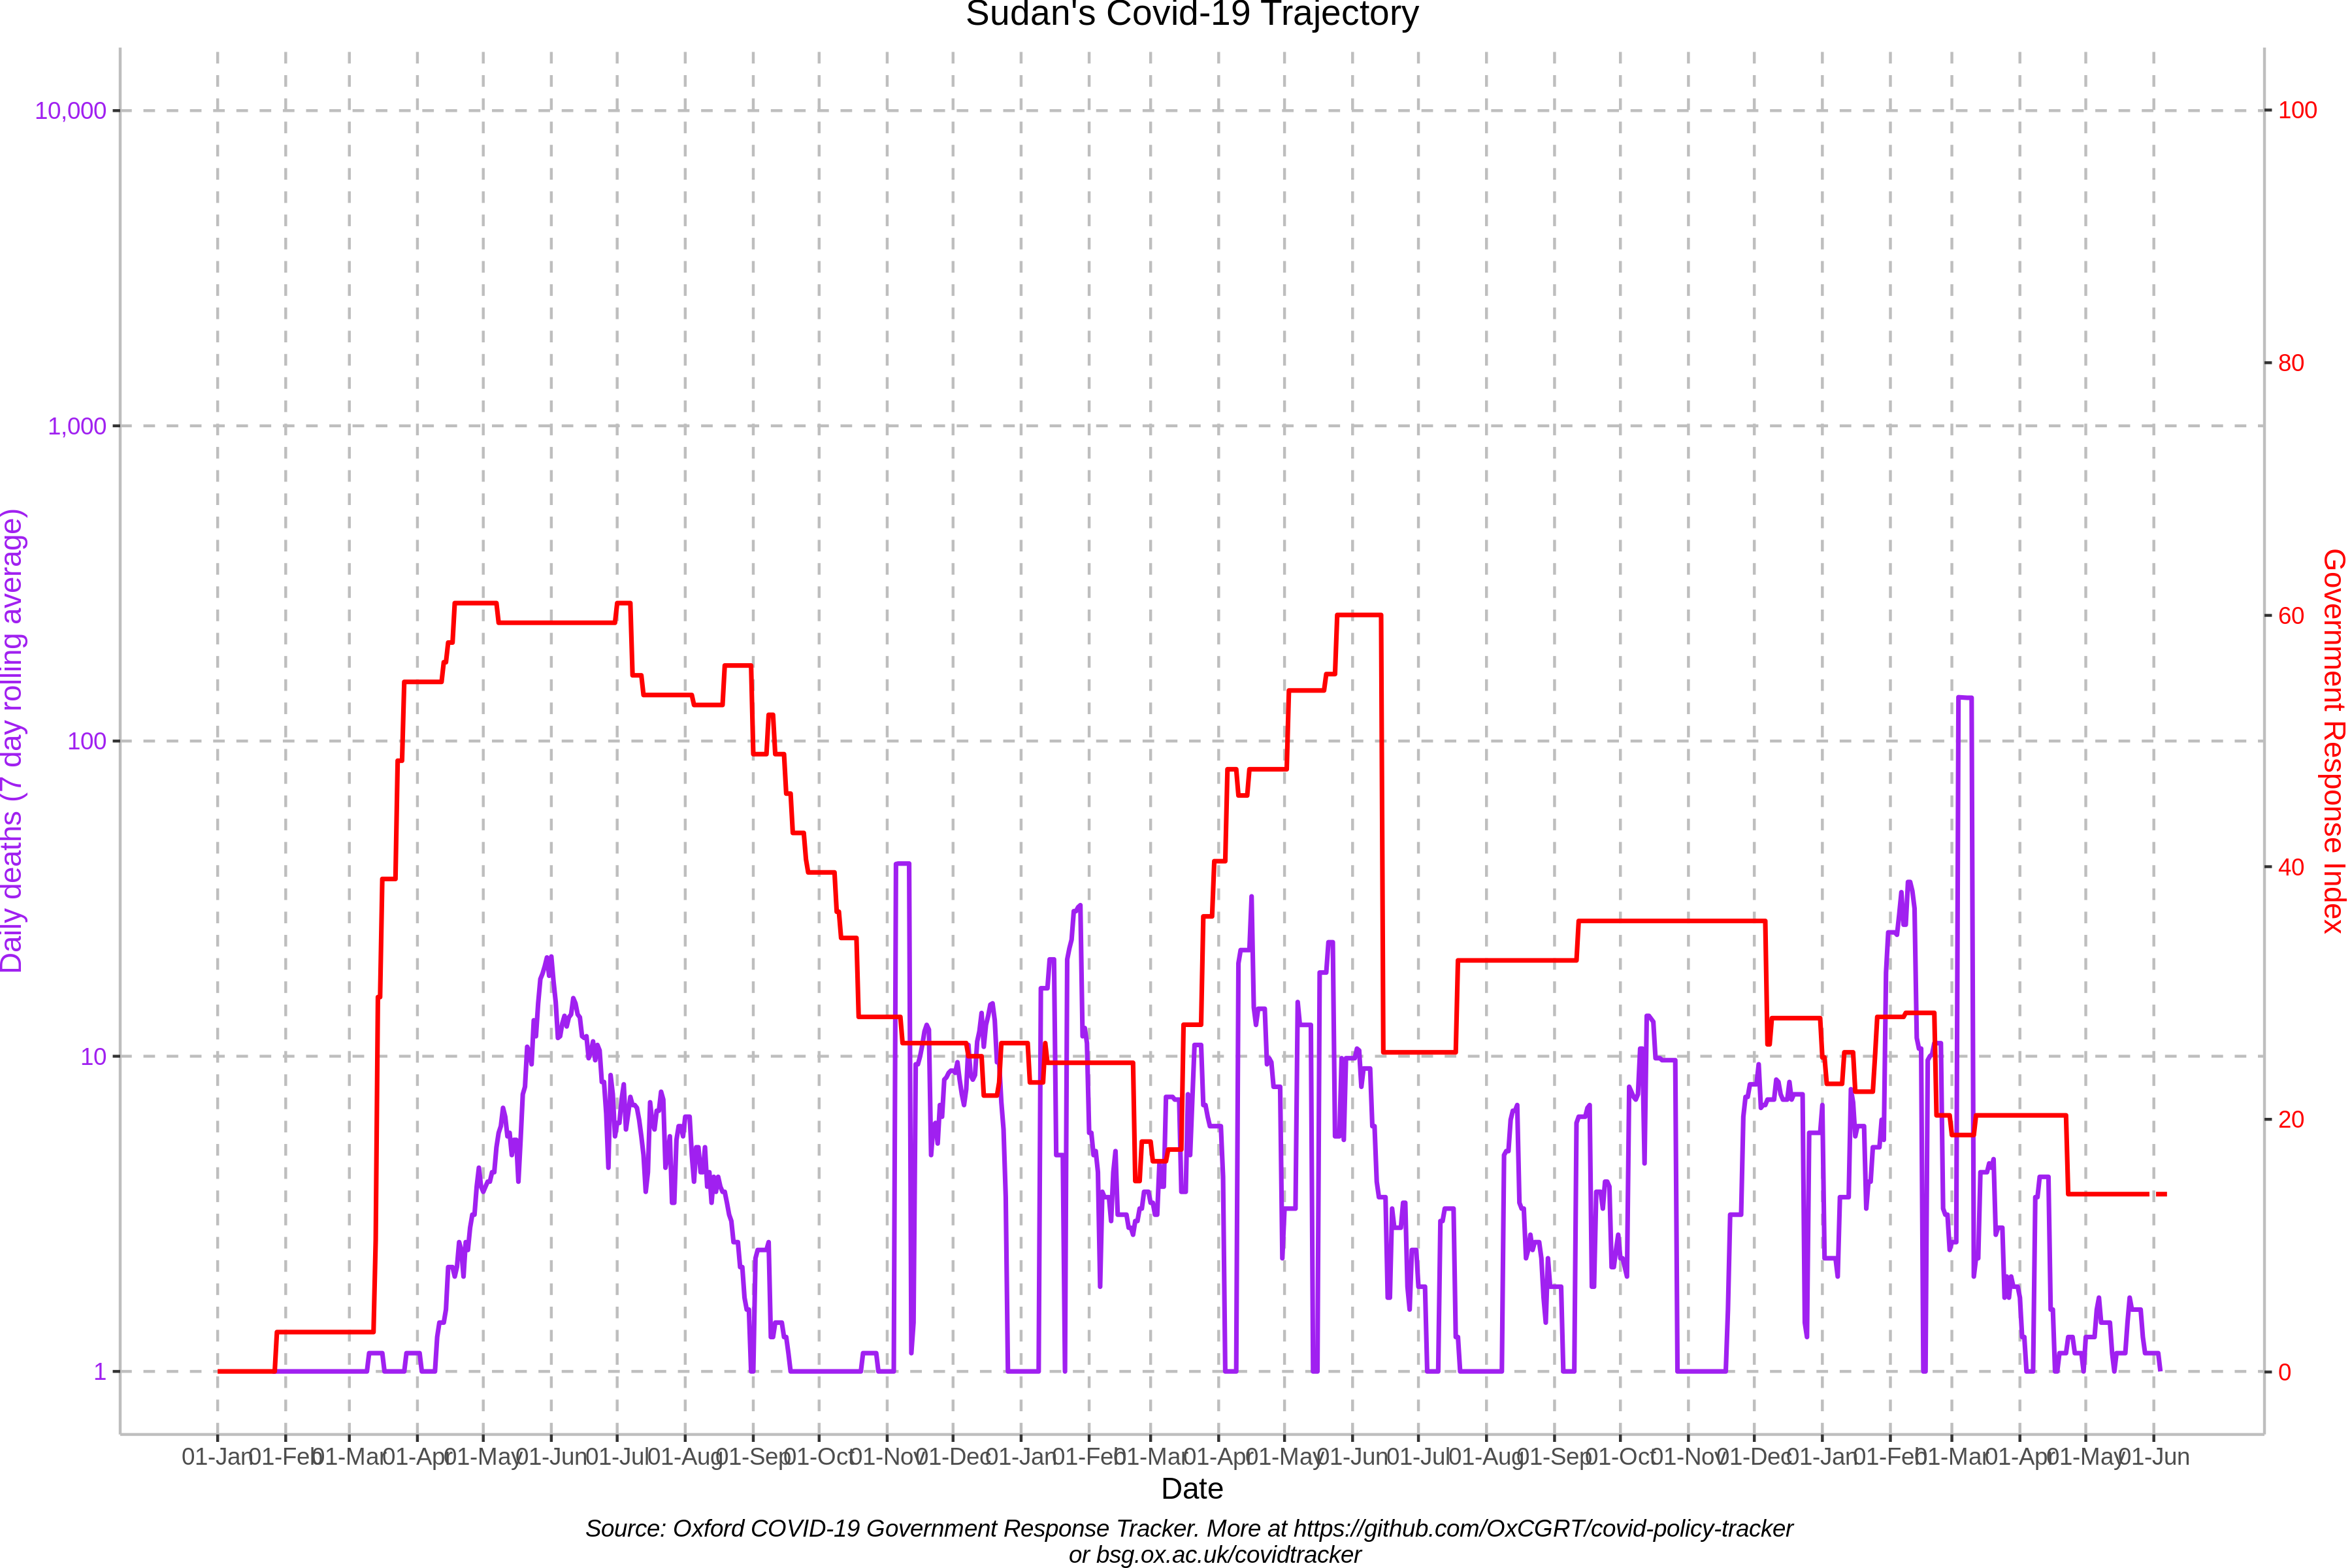 Sudan's Covid-19 Trajectory
10,000
1,000
100
10
1
Daily deaths (7 day rolling average)
100
80
60
40
20
0
Government Response Index
01-Jan 01-Feb 01-Mar 01-Apr 01-May 01-Jun 01-Jul 01-Aug 01-Sep 01-Oct 01-Nov 01-Dec 01-Jan 01-Feb 01-Mar 01-Apr 01-May 01-Jun 01-Jul 01-Aug 01-Sep 01-Oct 01-Nov 01-Dec 01-Jan 01-Feb 01-Mar 01-Apr 01-May 01-Jun
Date
Source: Oxford COVID-19 Government Response Tracker. More at https://github.com/OxCGRT/covid-policy-tracker
or bsg.ox.ac.uk/covidtracker